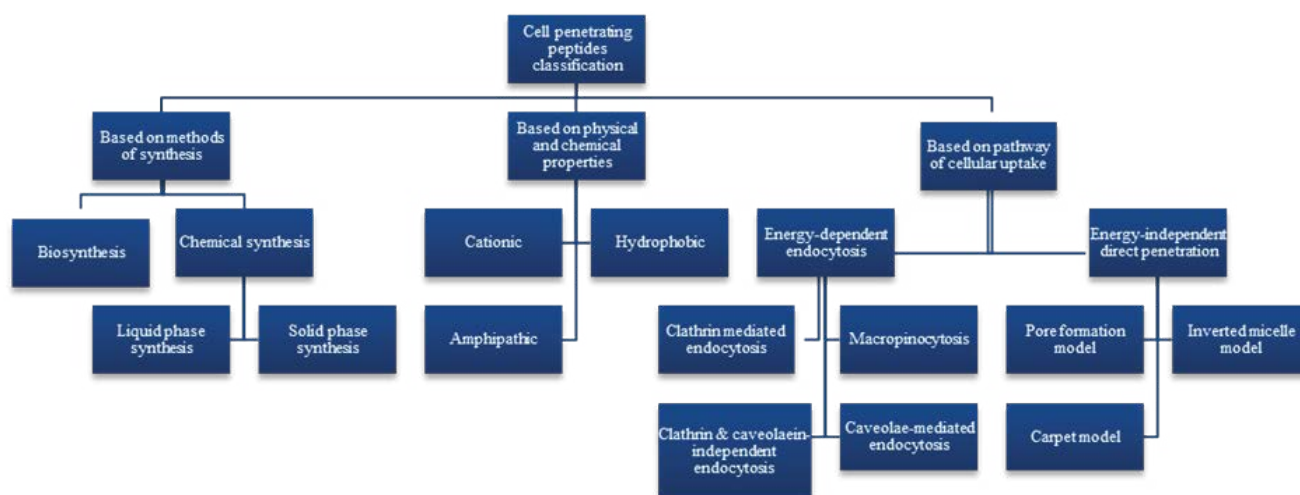 Cell penetrating
peptides
classification
Based on methods
of synthesis
Based on physical
and chemical
properties
Based on pathway
of cellular uptake
Biosynthesis
Chemical synthesis
Cationic
Hydrophobic
Energy-dependent
endocytosis
Energy-independent
direct penetration
Liquid phase
synthesis
Solid phase
synthesis
Amphipathic
Clathrin mediated
endocytosis
Macropinocytosis
Pore formation
model
Inverted micelle
model
Clathrin & caveolaein-
independent
endocytosis
Caveolae-mediated
endocytosis
Carpet model